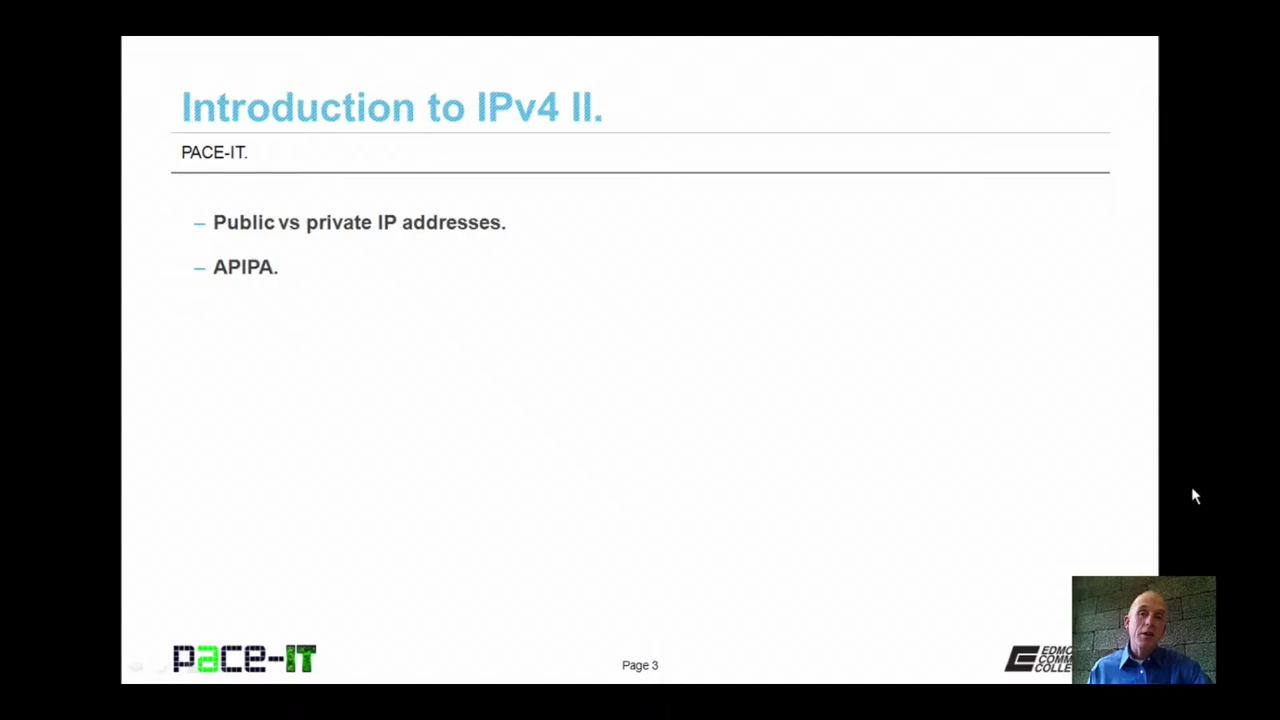 Introduction to IPv4 II.
PACE-IT.
– Public vs private IP addresses.
– APIPA.
pace-IT
Page 3